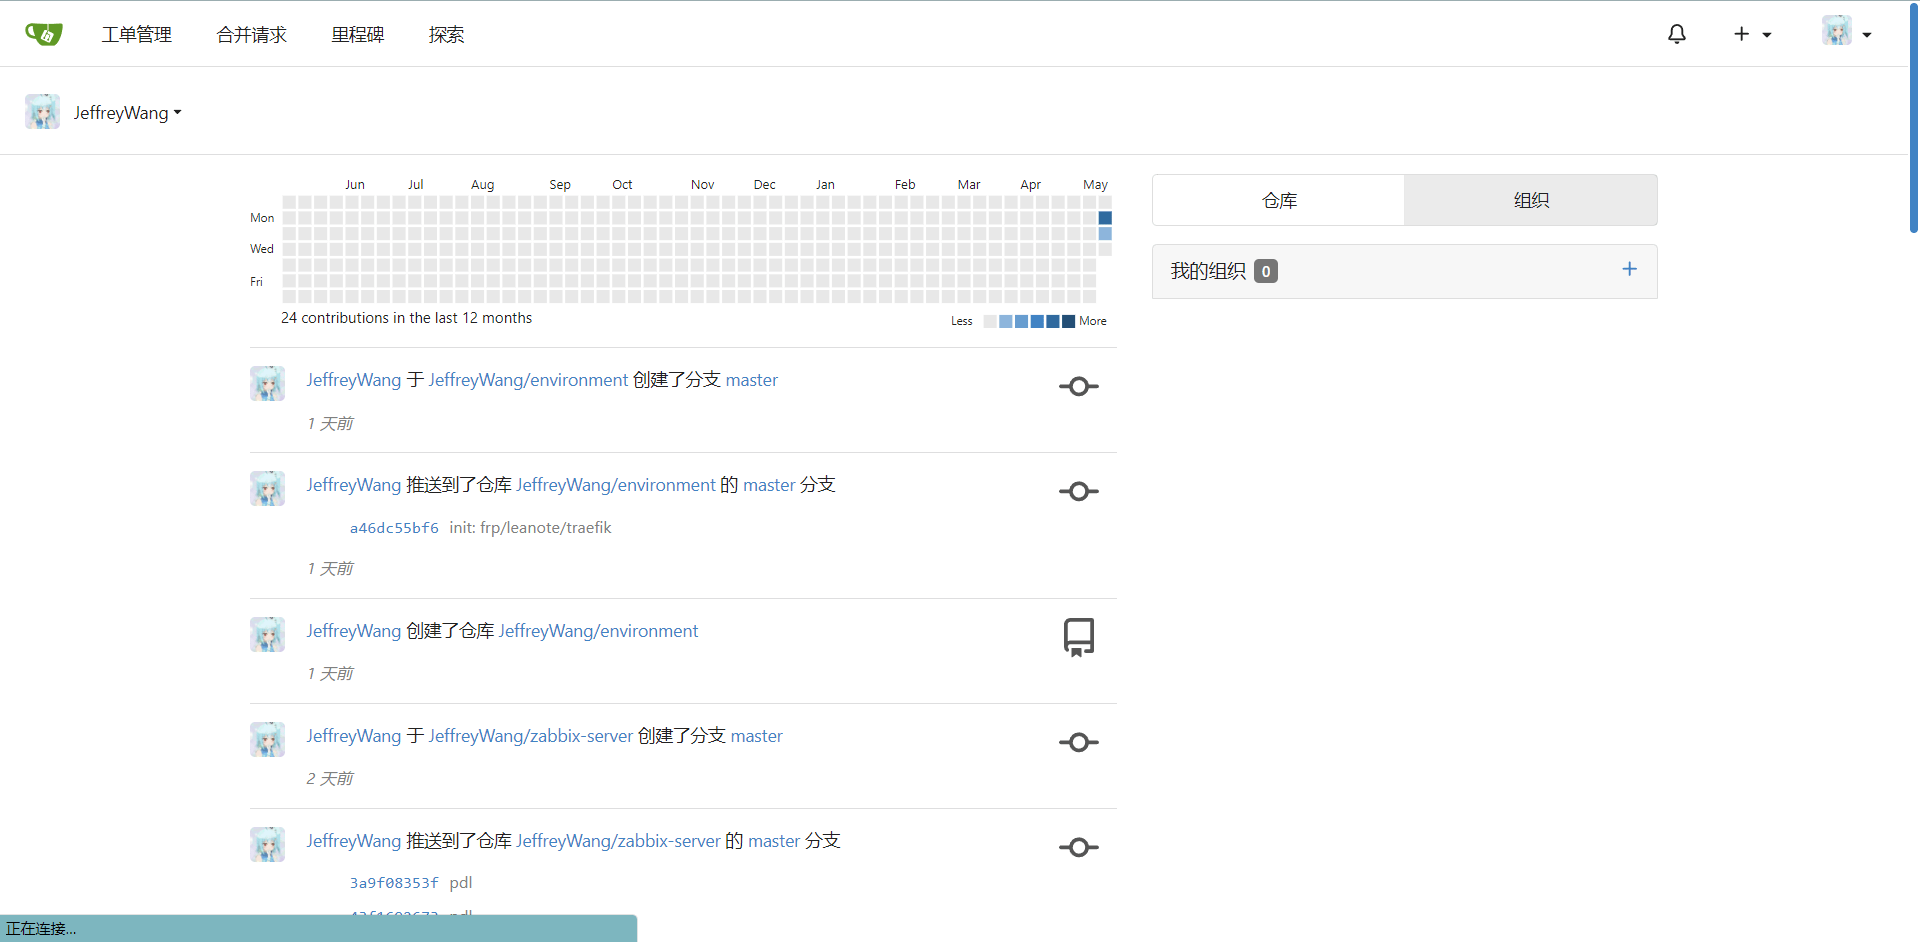 工单管理 合并请求 里程碑 探索
JeffreyWang
Jun Jul Aug Sep Oct Nov Dec Jan Feb Mar Apr May
Mon
Wed
Fri
24 contributions in the last 12 months
Less More
仓库 组织
我的组织 0
JeffreyWang 于 JeffreyWang/environment 创建了分支 master
1 天前
JeffreyWang 推送到了仓库 JeffreyWang/environment 的 master 分支
a46dc55bf6 init: frp/leanote/traefik
1 天前
JeffreyWang 创建了仓库 JeffreyWang/environment
1 天前
JeffreyWang 于 JeffreyWang/zabbix-server 创建了分支 master
2 天前
JeffreyWang 推送到了仓库 JeffreyWang/zabbix-server 的 master 分支
3a9f08353f pdl
正在连接...